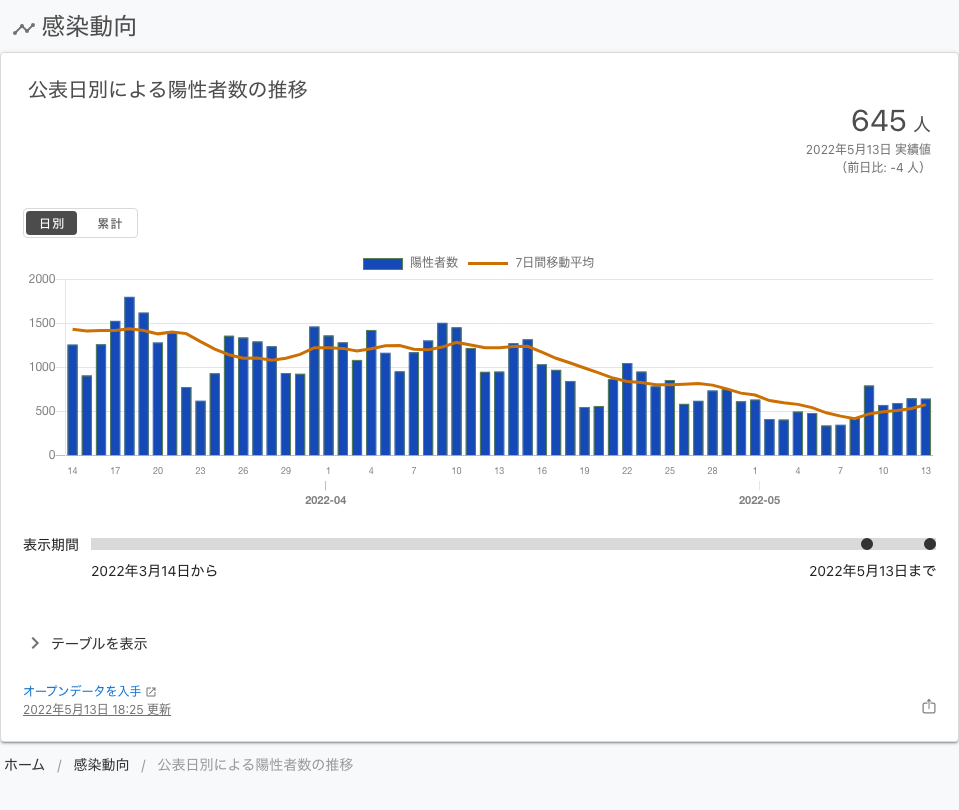 感染動向
公表日別による陽性者数の推移
645 人
2022年5月13日 実績値
（前日比: -4 人）
日別 累計
陽性者数 7日間移動平均
2000
1500
1000
500
0
14 17 20 23 26 29 1 4 7 10 13 16 19 22 25 28 1 4 7 10 13
2022-04 2022-05
表示期間
2022年3月14日から 2022年5月13日まで
テーブルを表示
オープンデータを入手
2022年5月13日 18:25 更新
ホーム / 感染動向 / 公表日別による陽性者数の推移